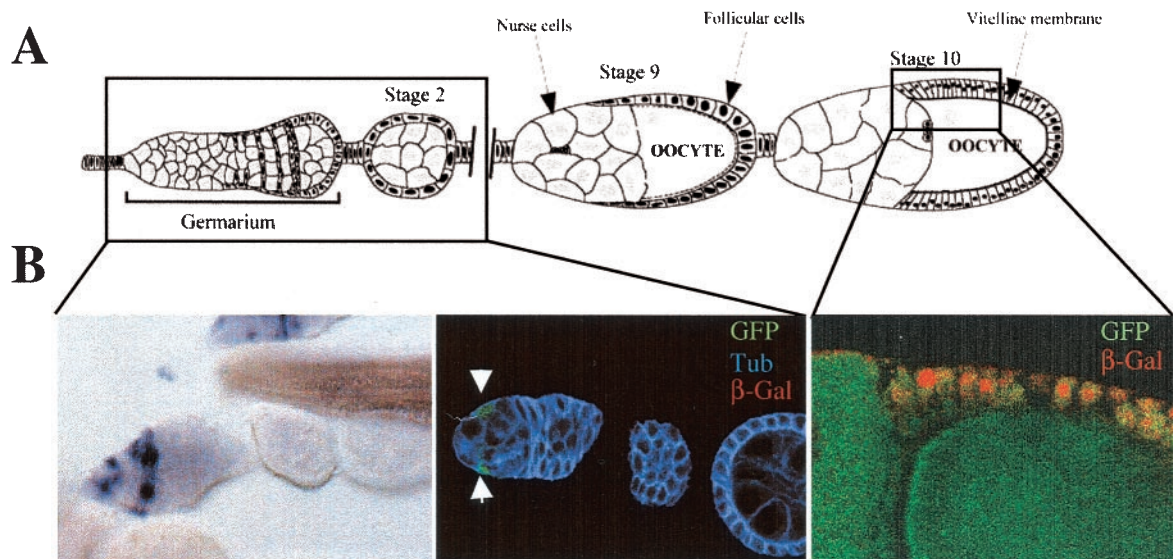 A
Nurse cells
Follicular cells
Vitelline membrane
Stage 2
Stage 9
Stage 10
OOCYTE
OOCYTE
Germarium
B
GFP
Tub
β-Gal
GFP
β-Gal